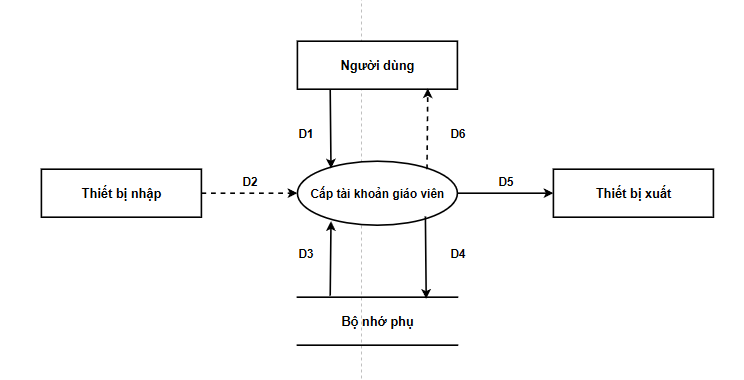 Người dùng
D1
D6
Thiết bị nhập
D2
Cấp tài khoản giáo viên
D5
Thiết bị xuất
D3
D4
Bộ nhớ phụ